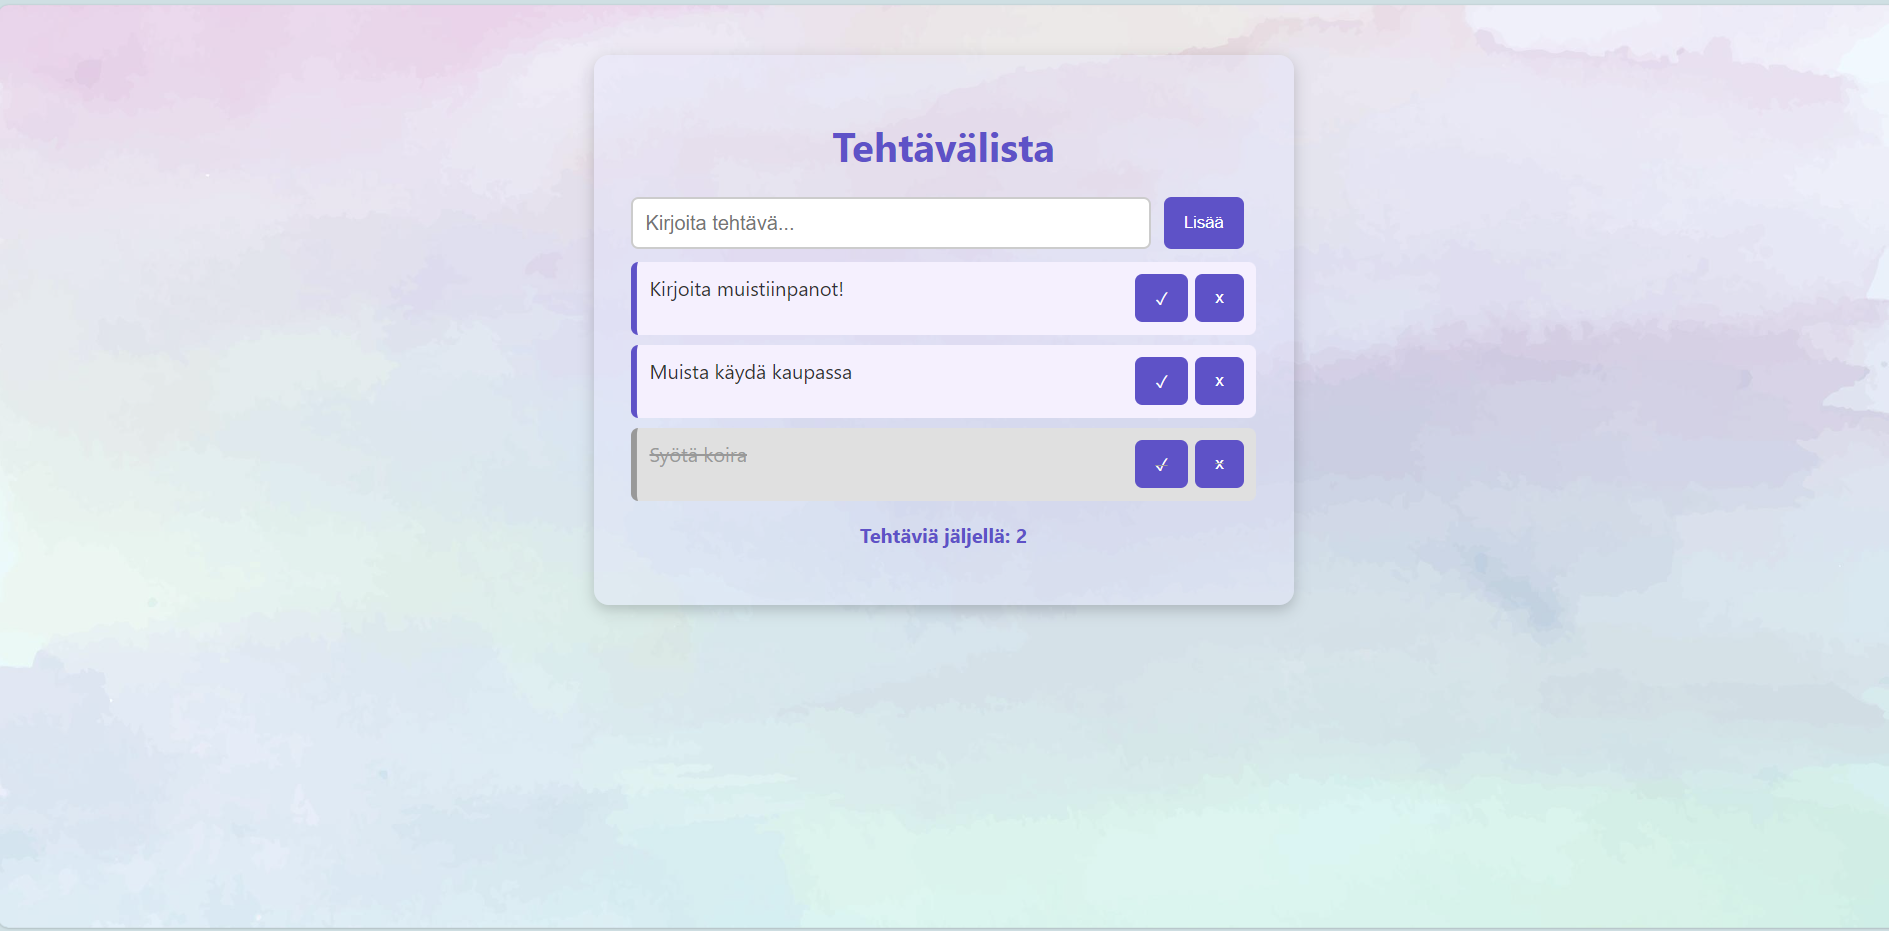 Tehtävälista
Kirjoita tehtävä...
Lisää
Kirjoita muistiinpanot!
✓
x
Muista käydä kaupassa
✓
x
Syötä koira
✓
x
Tehtäviä jäljellä: 2